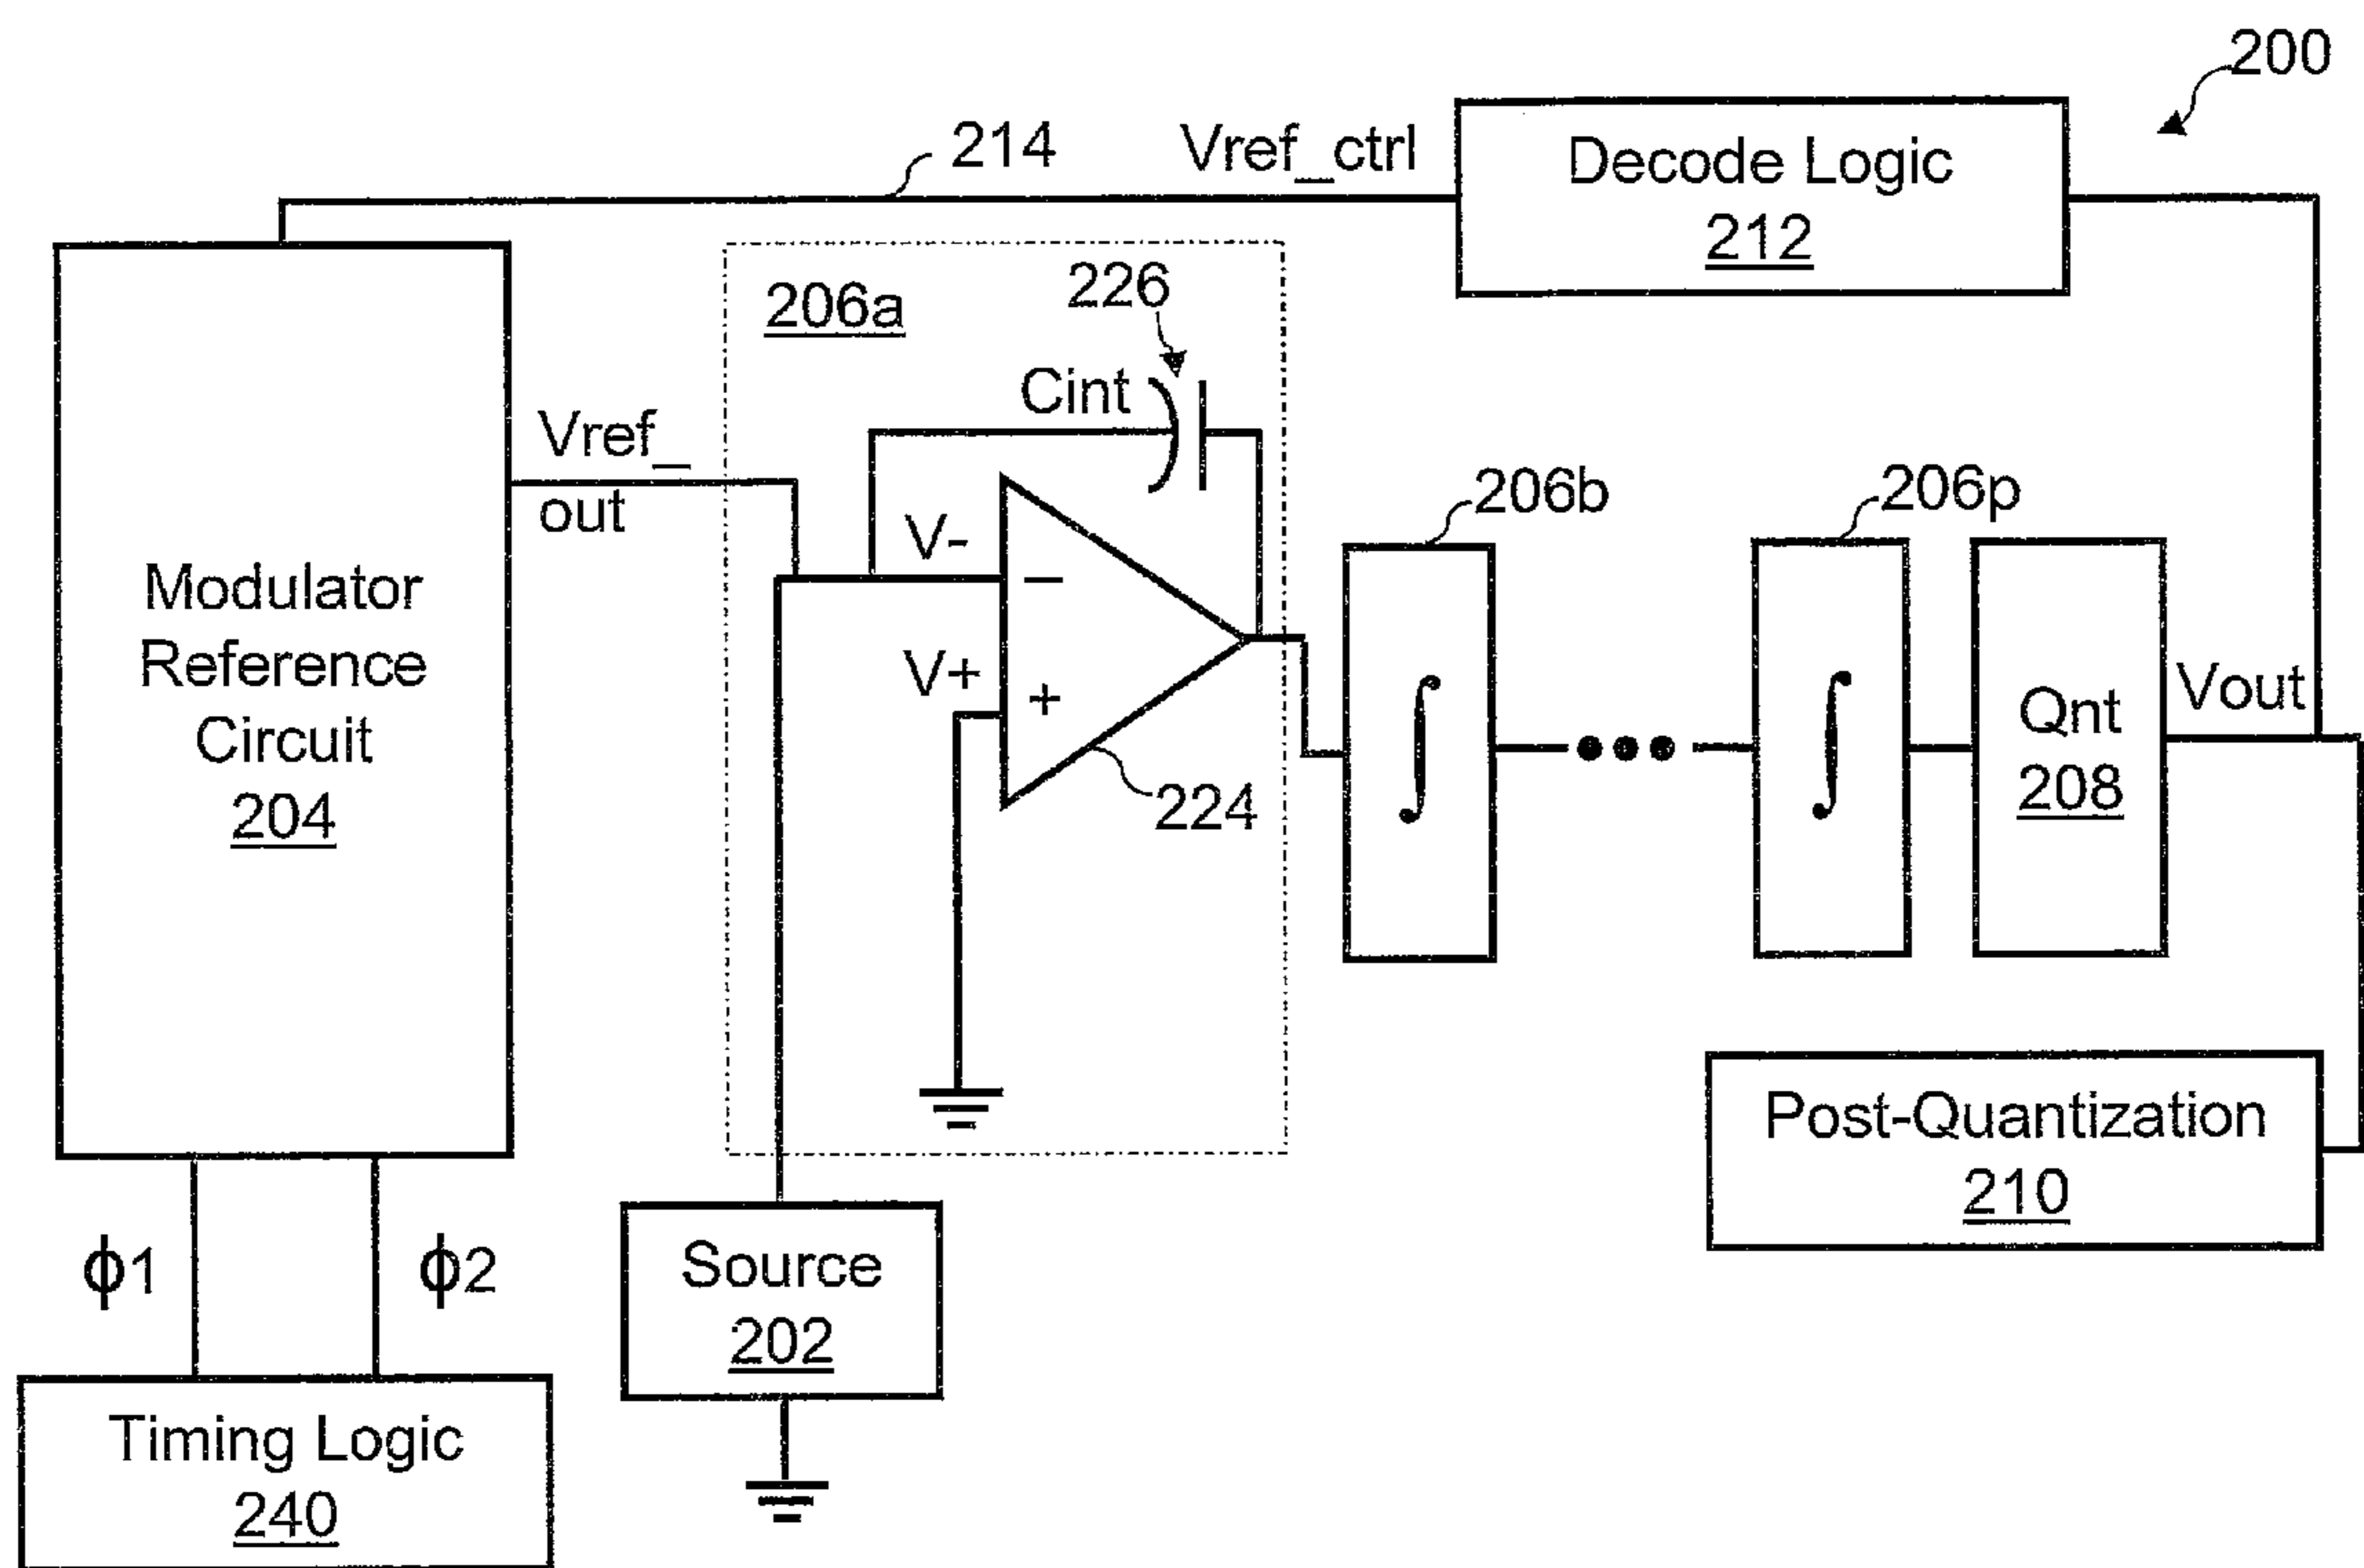 200
214
Vref_ctrl
Decode Logic
212
206a
226
Cint
Vref_
out
V-
−
V+
+
224
206b
∫
206p
∫
Qnt
208
Vout
Modulator
Reference
Circuit
204
Post-Quantization
210
ϕ1
ϕ2
Source
202
Timing Logic
240